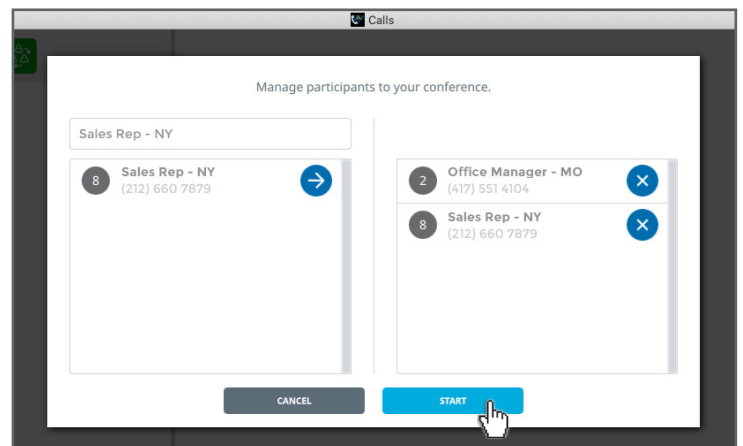 Calls
Manage participants to your conference.
Sales Rep - NY
8
Sales Rep - NY
(212) 660 7879
2
Office Manager - MO
(417) 551 4104
8
Sales Rep - NY
(212) 660 7879
CANCEL
START